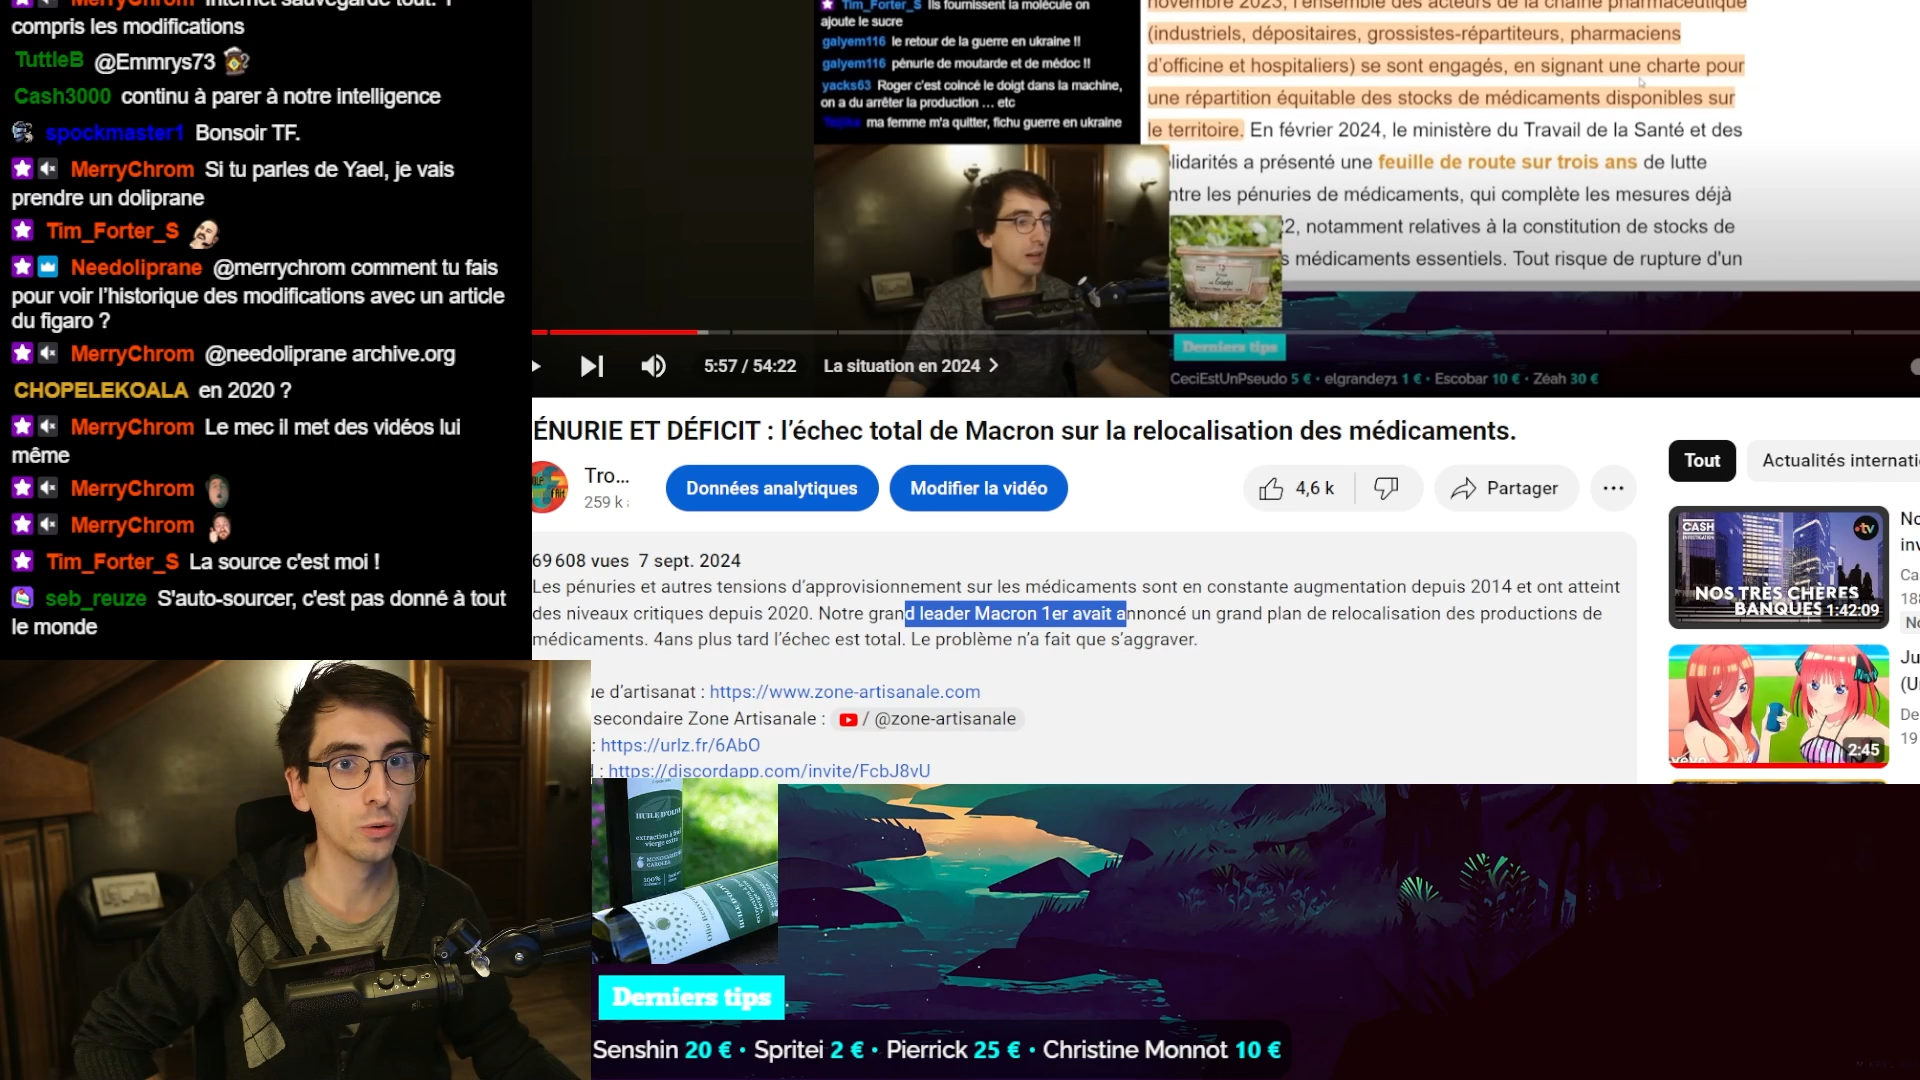 compris les modifications
TuttleB @Emmrys73
Cash3000 continu à parer à notre intelligence
spockmaster1 Bonsoir TF.
MerryChrom Si tu parles de Yael, je vais
prendre un doliprane
Tim_Forter_S
Needoliprane @merrychrom comment tu fais
pour voir l'historique des modifications avec un article
du figaro ?
MerryChrom @needoliprane archive.org
CHOPELEKOALA en 2020 ?
MerryChrom Le mec il met des vidéos lui
même
MerryChrom
MerryChrom
Tim_Forter_S La source c'est moi !
seb_reuze S'auto-sourcer, c'est pas donné à tout
le monde
Tim_Forter_S Ils fournissent la molécule on
ajoute le sucre
galyem116 le retour de la guerre en ukraine !!
galyem116 pénurie de moutarde et de médoc !!
yacks63 Roger c'est coincé le doigt dans la machine,
on a du arrêter la production ... etc
ma femme m'a quitter, fichu guerre en ukraine
novembre 2023, l'ensemble des acteurs de la chaîne pharmaceutique
(industriels, dépositaires, grossistes-répartiteurs, pharmaciens
d'officine et hospitaliers) se sont engagés, en signant une charte pour
une répartition équitable des stocks de médicaments disponibles sur
le territoire. En février 2024, le ministère du Travail de la Santé et des
lidarités a présenté une feuille de route sur trois ans de lutte
ntre les pénuries de médicaments, qui complète les mesures déjà
2, notamment relatives à la constitution de stocks de
s médicaments essentiels. Tout risque de rupture d'un
Derniers tips
CeciEstUnPseudo 5 € • elgrande71 1 € • Escobar 10 € • Zéah 30 €
5:57 / 54:22 La situation en 2024
ÉNURIE ET DÉFICIT : l'échec total de Macron sur la relocalisation des médicaments.
Tro...
259 k
Données analytiques
Modifier la vidéo
4,6 k
Partager
69 608 vues 7 sept. 2024
Les pénuries et autres tensions d'approvisionnement sur les médicaments sont en constante augmentation depuis 2014 et ont atteint
des niveaux critiques depuis 2020. Notre grand leader Macron 1er avait annoncé un grand plan de relocalisation des productions de
médicaments. 4ans plus tard l'échec est total. Le problème n'a fait que s'aggraver.
ue d'artisanat : https://www.zone-artisanale.com
secondaire Zone Artisanale : / @zone-artisanale
: https://urlz.fr/6AbO
: https://discordapp.com/invite/FcbJ8vU
Tout
Actualités internati
CASH
INVESTIGATION
•tv
NOS TRÈS CHÈRES
BANQUES
1:42:09
No
inv
Ca
18
No
2:45
Ju
(U
De
19
HUILE D'OLIVE
Derniers tips
Senshin 20 € • Spritei 2 € • Pierrick 25 € • Christine Monnot 10 €